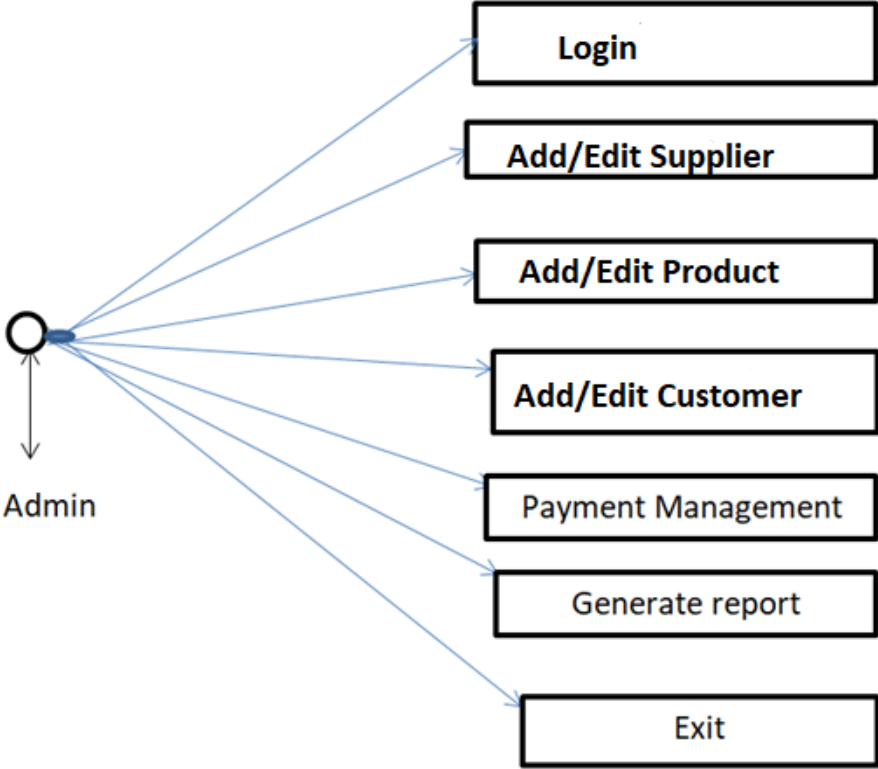 Login
Add/Edit Supplier
Add/Edit Product
Add/Edit Customer
Admin
Payment Management
Generate report
Exit